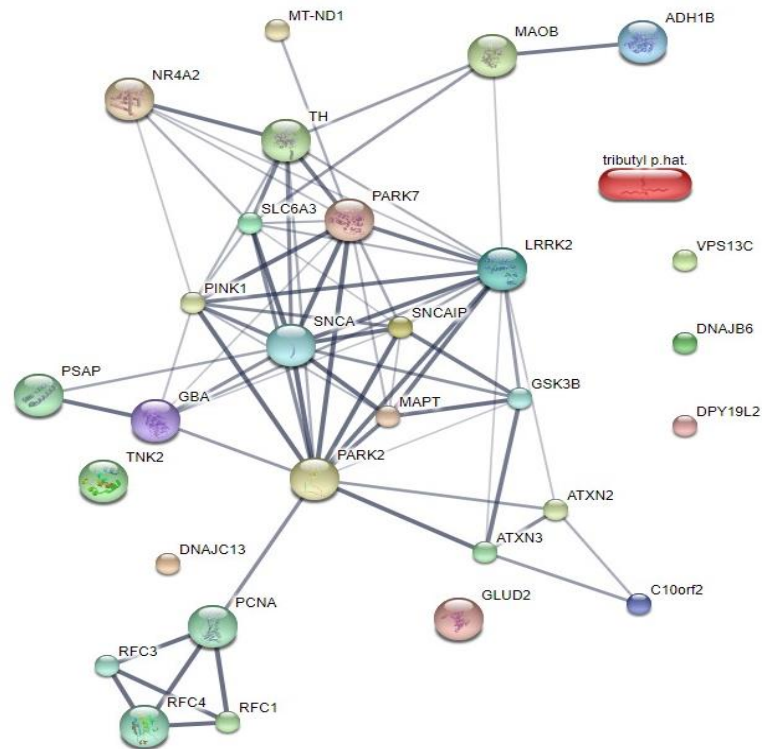 MT-ND1
ADH1B
MAOB
NR4A2
TH
tributyl p.hat.
PARK7
SLC6A3
LRRK2
VPS13C
PINK1
SNCAIP
SNCA
DNAJB6
PSAP
GBA
GSK3B
MAPT
DPY19L2
TNK2
PARK2
ATXN2
ATXN3
DNAJC13
C10orf2
GLUD2
PCNA
RFC3
RFC4
RFC1